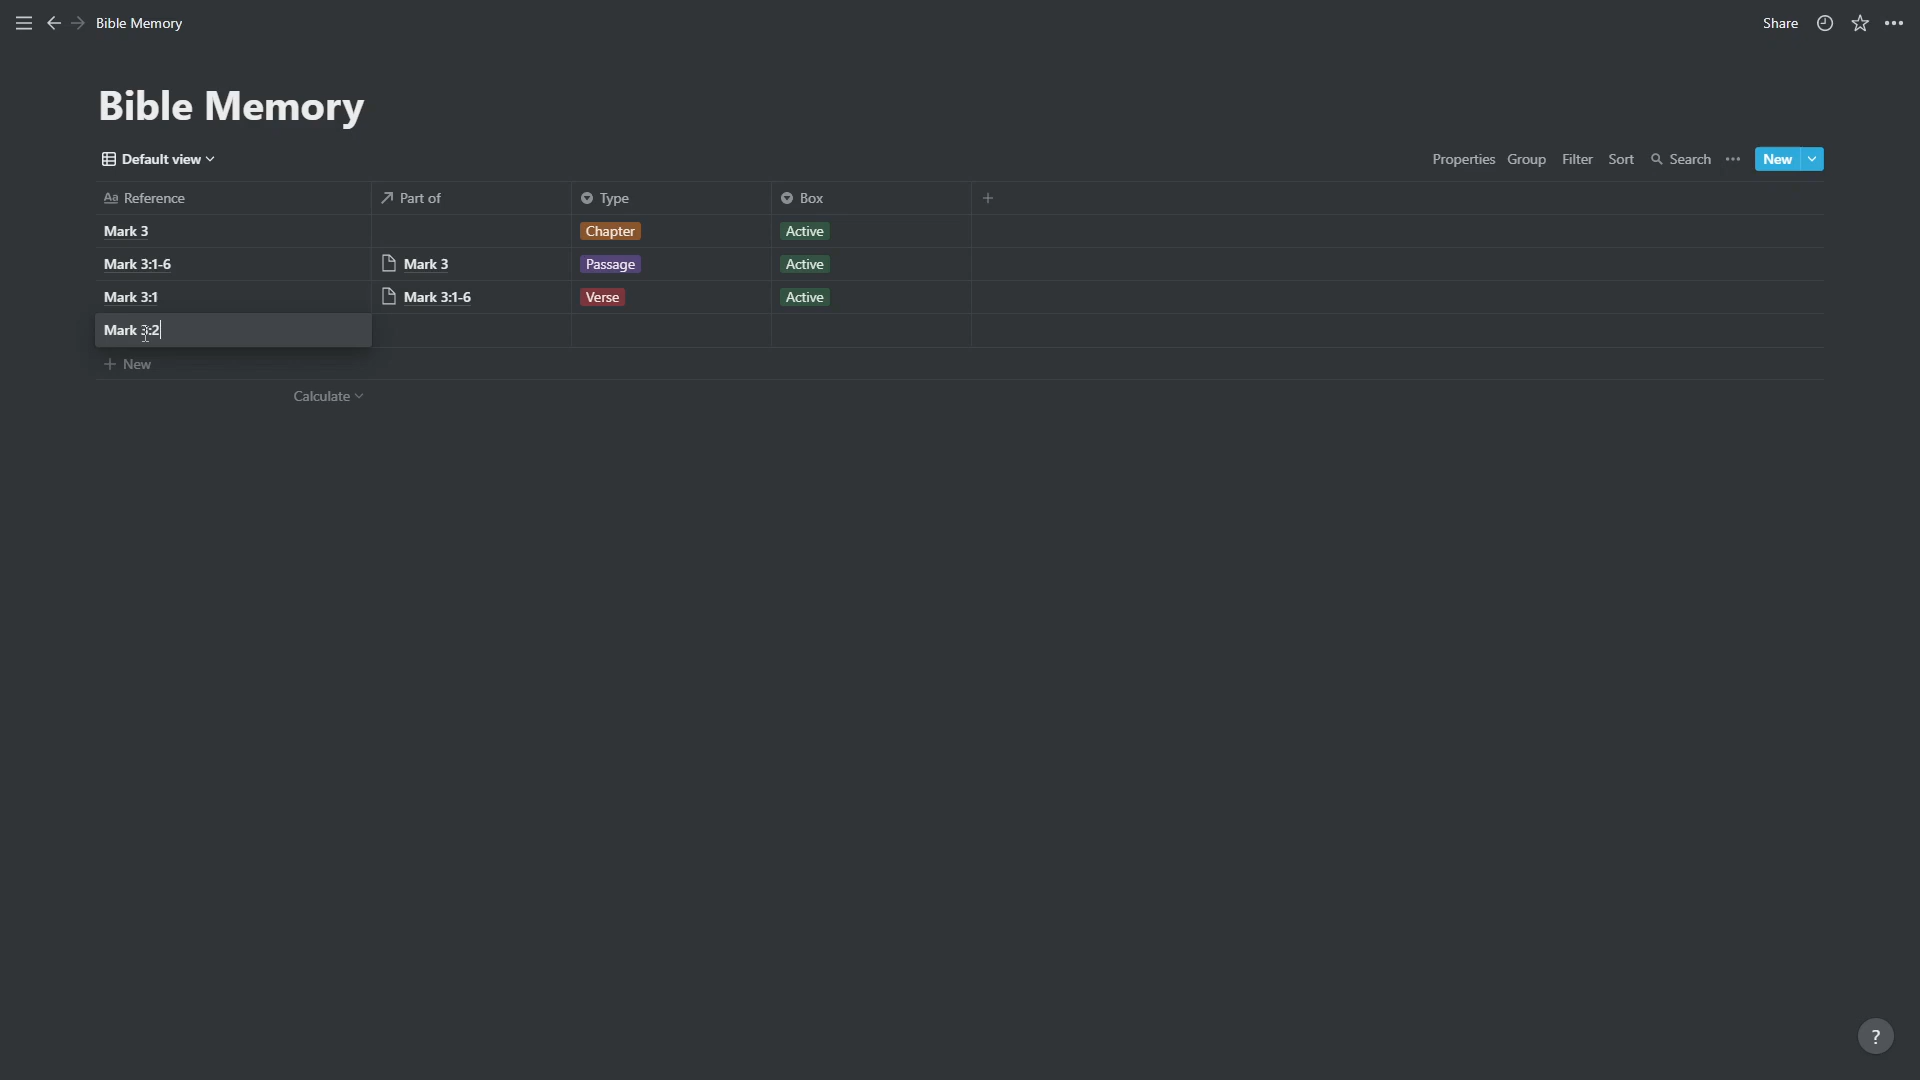 Bible Memory
Share
Bible Memory
Default view
Properties Group Filter Sort Search New
Aa Reference Part of Type Box
Mark 3 Chapter Active
Mark 3:1-6 Mark 3 Passage Active
Mark 3:1 Mark 3:1-6 Verse Active
Mark 3:2
+ New
Calculate
?